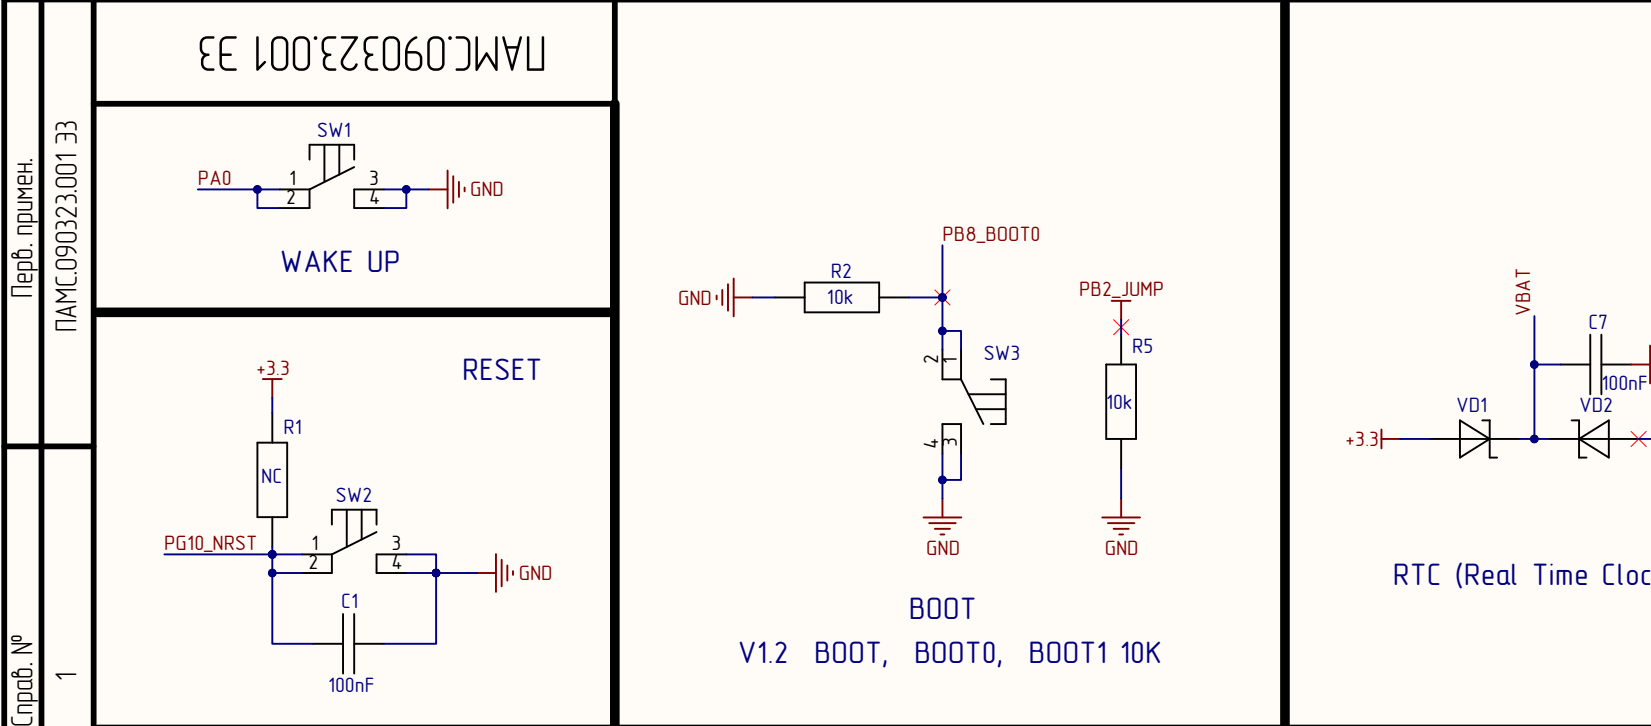 Перв. примен.
ПАМС.090323.001 ЭЗ
Справ. №
1
ПАМС.090323.001 ЭЗ
SW1
PA0
1
2
3
4
GND
WAKE UP
RESET
+3.3
R1
NC
SW2
PG10_NRST
1
2
3
4
GND
C1
100nF
PB8_BOOT0
R2
GND
10k
SW3
2
1
4
3
GND
PB2_JUMP
R5
10k
GND
BOOT
V1.2 BOOT, BOOT0, BOOT1 10K
VBAT
C7
100nF
VD1
VD2
+3.3
RTC (Real Time Cloc